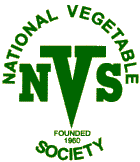 NATIONAL VEGETABLE
NVS
FOUNDED
1960
SOCIETY